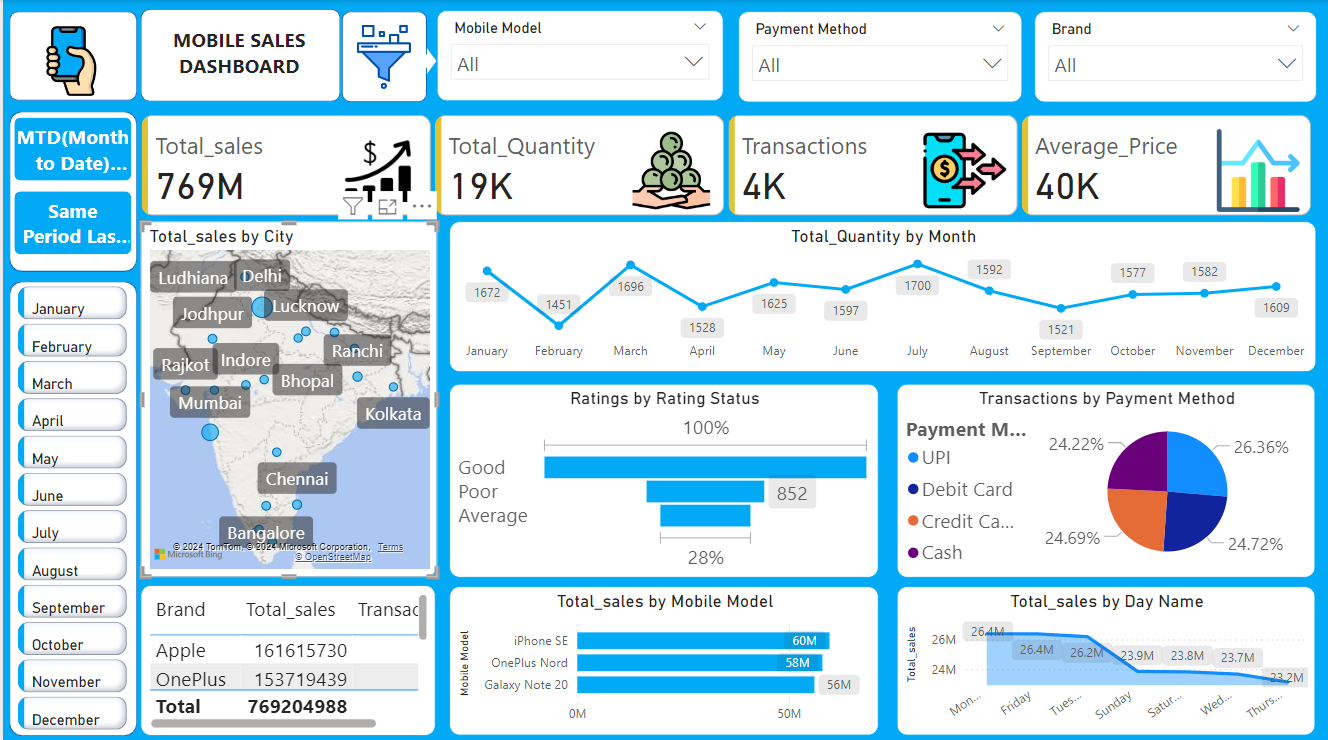 MOBILE SALES
DASHBOARD
Mobile Model
All
Payment Method
All
Brand
All
MTD(Month
to Date)...
Same
Period Las...
Total_sales
769M
$
Total_Quantity
19K
Transactions
4K
$
Average_Price
40K
January
February
March
April
May
June
July
August
September
October
November
December
Total_sales by City
Ludhiana
Delhi
Jodhpur
Lucknow
Rajkot
Indore
Ranchi
Bhopal
Mumbai
Kolkata
Chennai
Bangalore
© 2024 TomTom, © 2024 Microsoft Corporation, Terms
Microsoft Bing
© OpenStreetMap
Total_Quantity by Month
1672
1451
1696
1528
1625
1597
1700
1592
1521
1577
1582
1609
January
February
March
April
May
June
July
August
September
October
November
December
Ratings by Rating Status
100%
Good
Poor
Average
852
28%
Transactions by Payment Method
Payment M...
UPI
Debit Card
Credit Ca...
Cash
24.22%
26.36%
24.69%
24.72%
Brand Total_sales Transac
Apple 161615730
OnePlus 153719439
Total 769204988
Total_sales by Mobile Model
Mobile Model
iPhone SE 60M
OnePlus Nord 58M
Galaxy Note 20 56M
0M 50M
Total_sales by Day Name
Total_sales
26M
24M
26.4M
26.4M
26.2M
23.9M
23.8M
23.7M
23.2M
Mon...
Friday
Tues...
Sunday
Satur...
Wed...
Thurs...